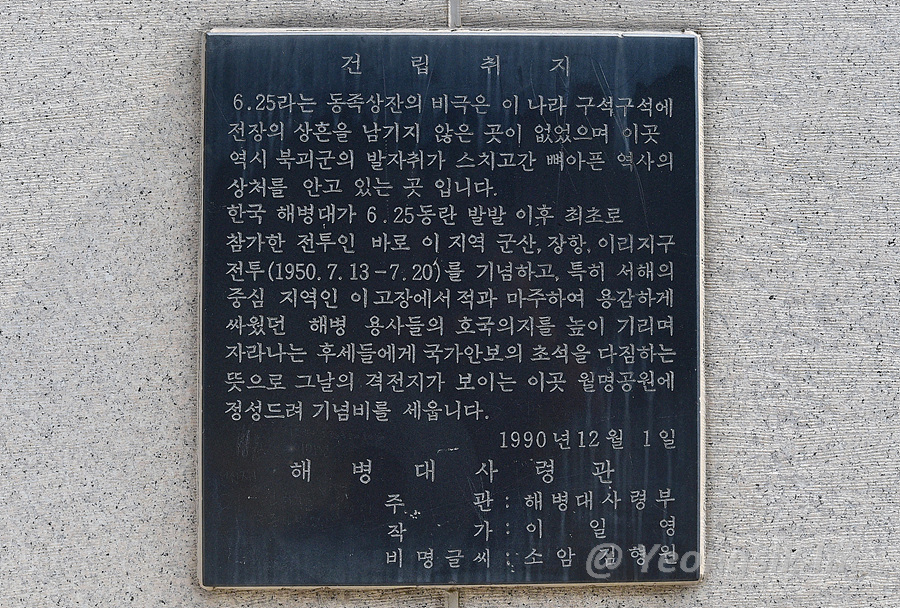 건 립 취 지
6.25라는 동족상잔의 비극은 이 나라 구석구석에
전장의 상흔을 남기지 않은 곳이 없었으며 이곳
역시 북괴군의 발자취가 스치고간 뼈아픈 역사의
상처를 안고 있는 곳 입니다.
한국 해병대가 6.25동란 발발 이후 최초로
참가한 전투인 바로 이 지역 군산, 장항, 이리지구
전투(1950.7.13-7.20)를 기념하고, 특히 서해의
중심 지역인 이고장에서 적과 마주하여 용감하게
싸웠던 해병 용사들의 호국의지를 높이 기리며
자라나는 후세들에게 국가안보의 초석을 다짐하는
뜻으로 그날의 격전지가 보이는 이곳 월명공원에
정성드려 기념비를 세웁니다.
1990년 12월 1일
해 병 대 사 령 관
주 관 : 해병대사령부
작 가 : 이 일 영
비명글씨 : 소암 김형원